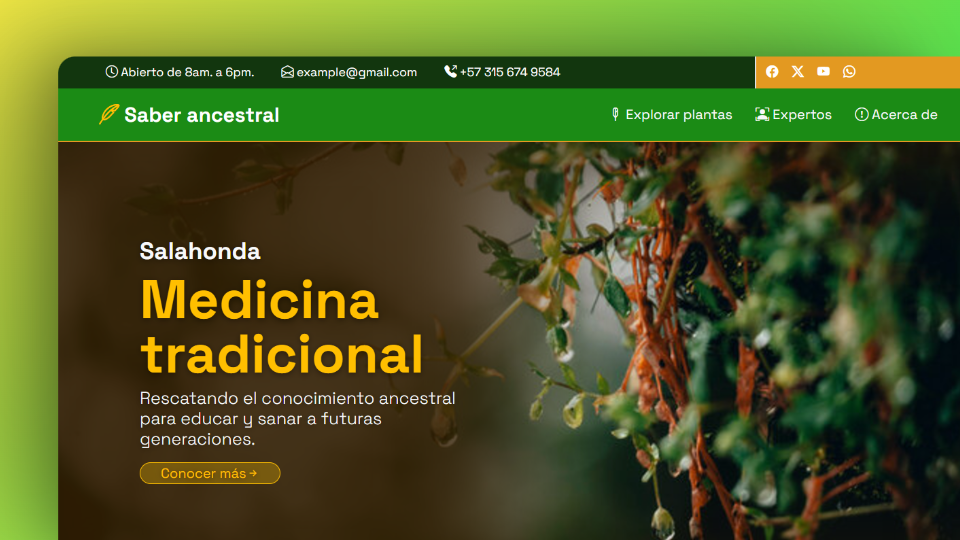 Abierto de 8am. a 6pm. example@gmail.com +57 315 674 9584
Saber ancestral Explorar plantas Expertos Acerca de
Salahonda
Medicina
tradicional
Rescatando el conocimiento ancestral
para educar y sanar a futuras
generaciones.
Conocer más →